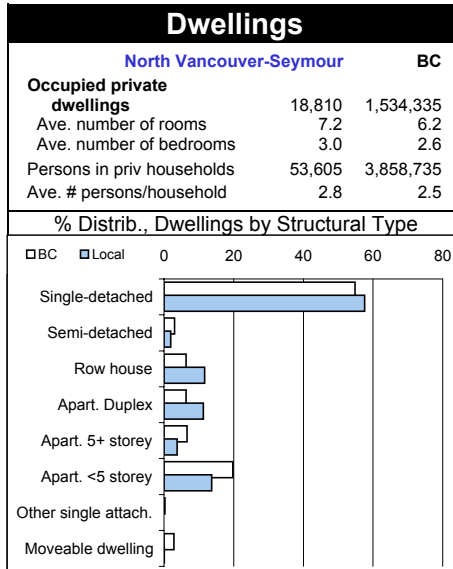 Dwellings
North Vancouver-Seymour BC
Occupied private
dwellings 18,810 1,534,335
Ave. number of rooms 7.2 6.2
Ave. number of bedrooms 3.0 2.6
Persons in priv households 53,605 3,858,735
Ave. # persons/household 2.8 2.5
% Distrib., Dwellings by Structural Type
BC Local 0 20 40 60 80
Single-detached
Semi-detached
Row house
Apart. Duplex
Apart. 5+ storey
Apart. <5 storey
Other single attach.
Moveable dwelling